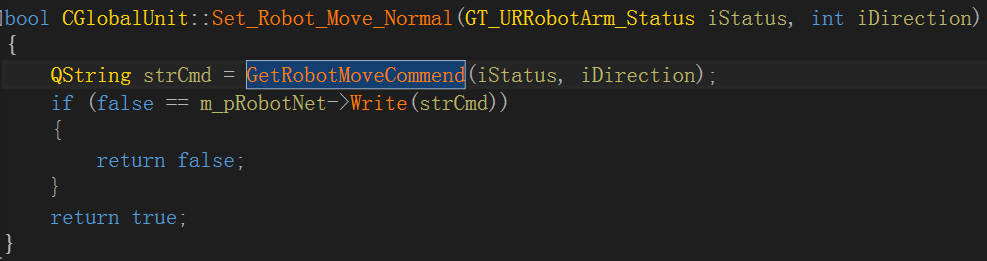 bool CGlobalUnit::Set_Robot_Move_Normal(GT_URRobotArm_Status iStatus, int iDirection)
{
QString strCmd = GetRobotMoveCommend(iStatus, iDirection);
if (false == m_pRobotNet->Write(strCmd))
{
return false;
}
return true;
}